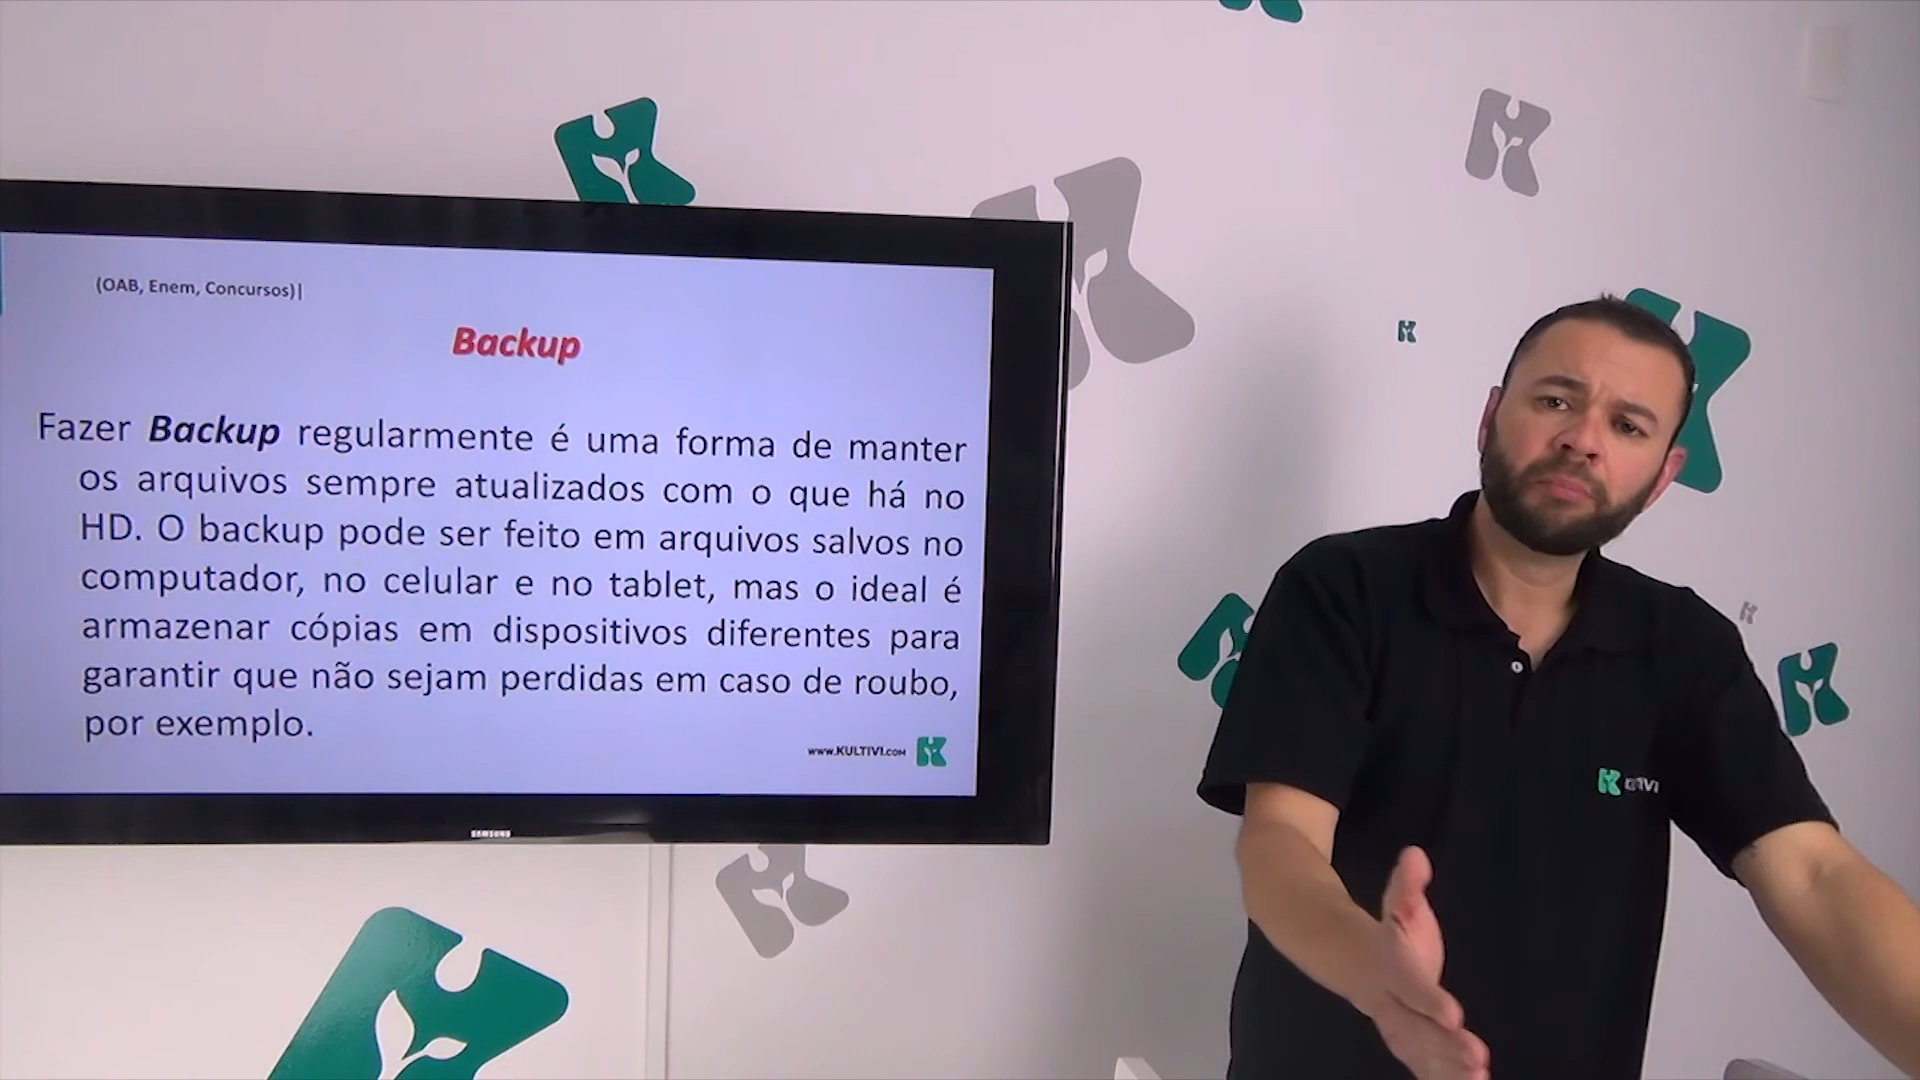 (OAB, Enem, Concursos)|
Backup
Fazer Backup regularmente é uma forma de manter
os arquivos sempre atualizados com o que há no
HD. O backup pode ser feito em arquivos salvos no
computador, no celular e no tablet, mas o ideal é
armazenar cópias em dispositivos diferentes para
garantir que não sejam perdidas em caso de roubo,
por exemplo.
www.KULTIVI.COM
SAMSUNG